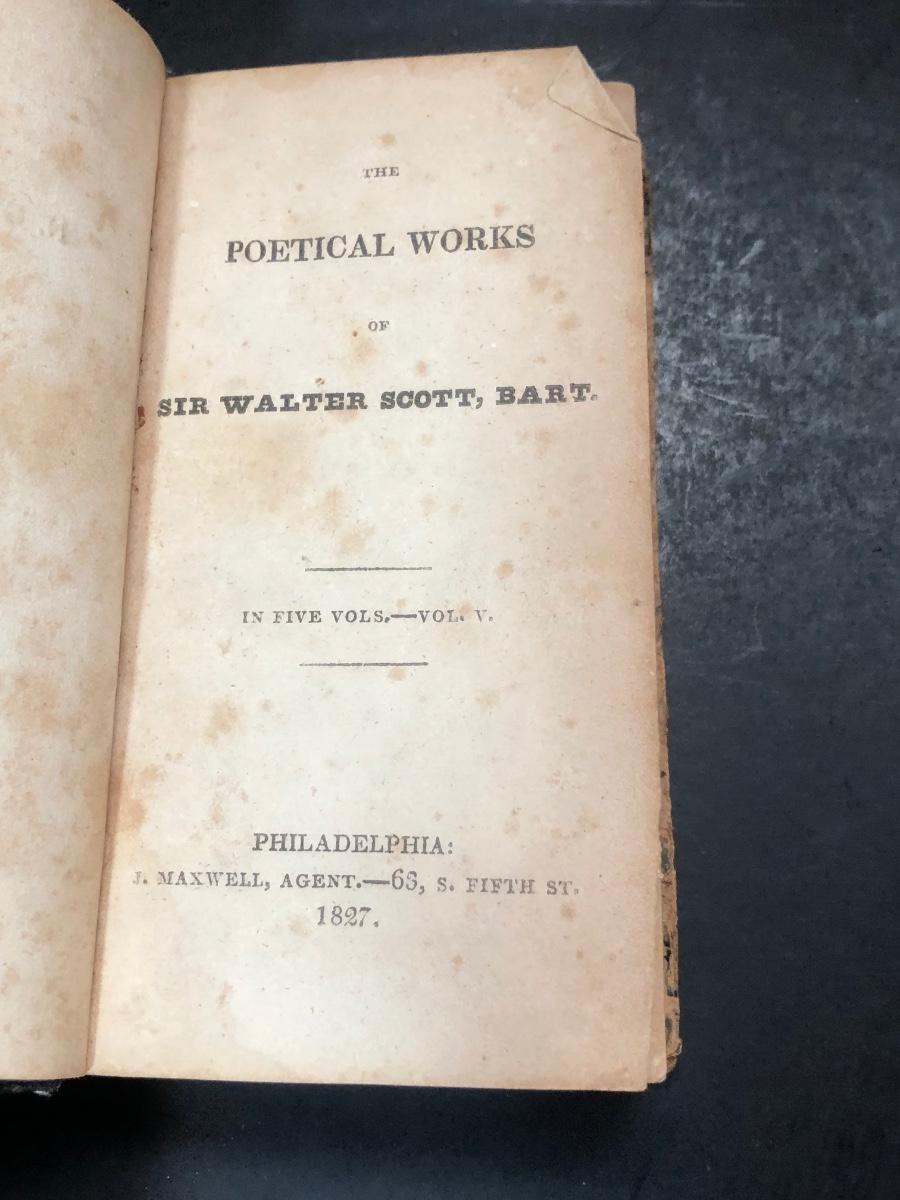 THE
POETICAL WORKS
OF
SIR WALTER SCOTT, BART.
IN FIVE VOLS.—VOL. V.
PHILADELPHIA:
J. MAXWELL, AGENT.—63, S. FIFTH ST.
1827.